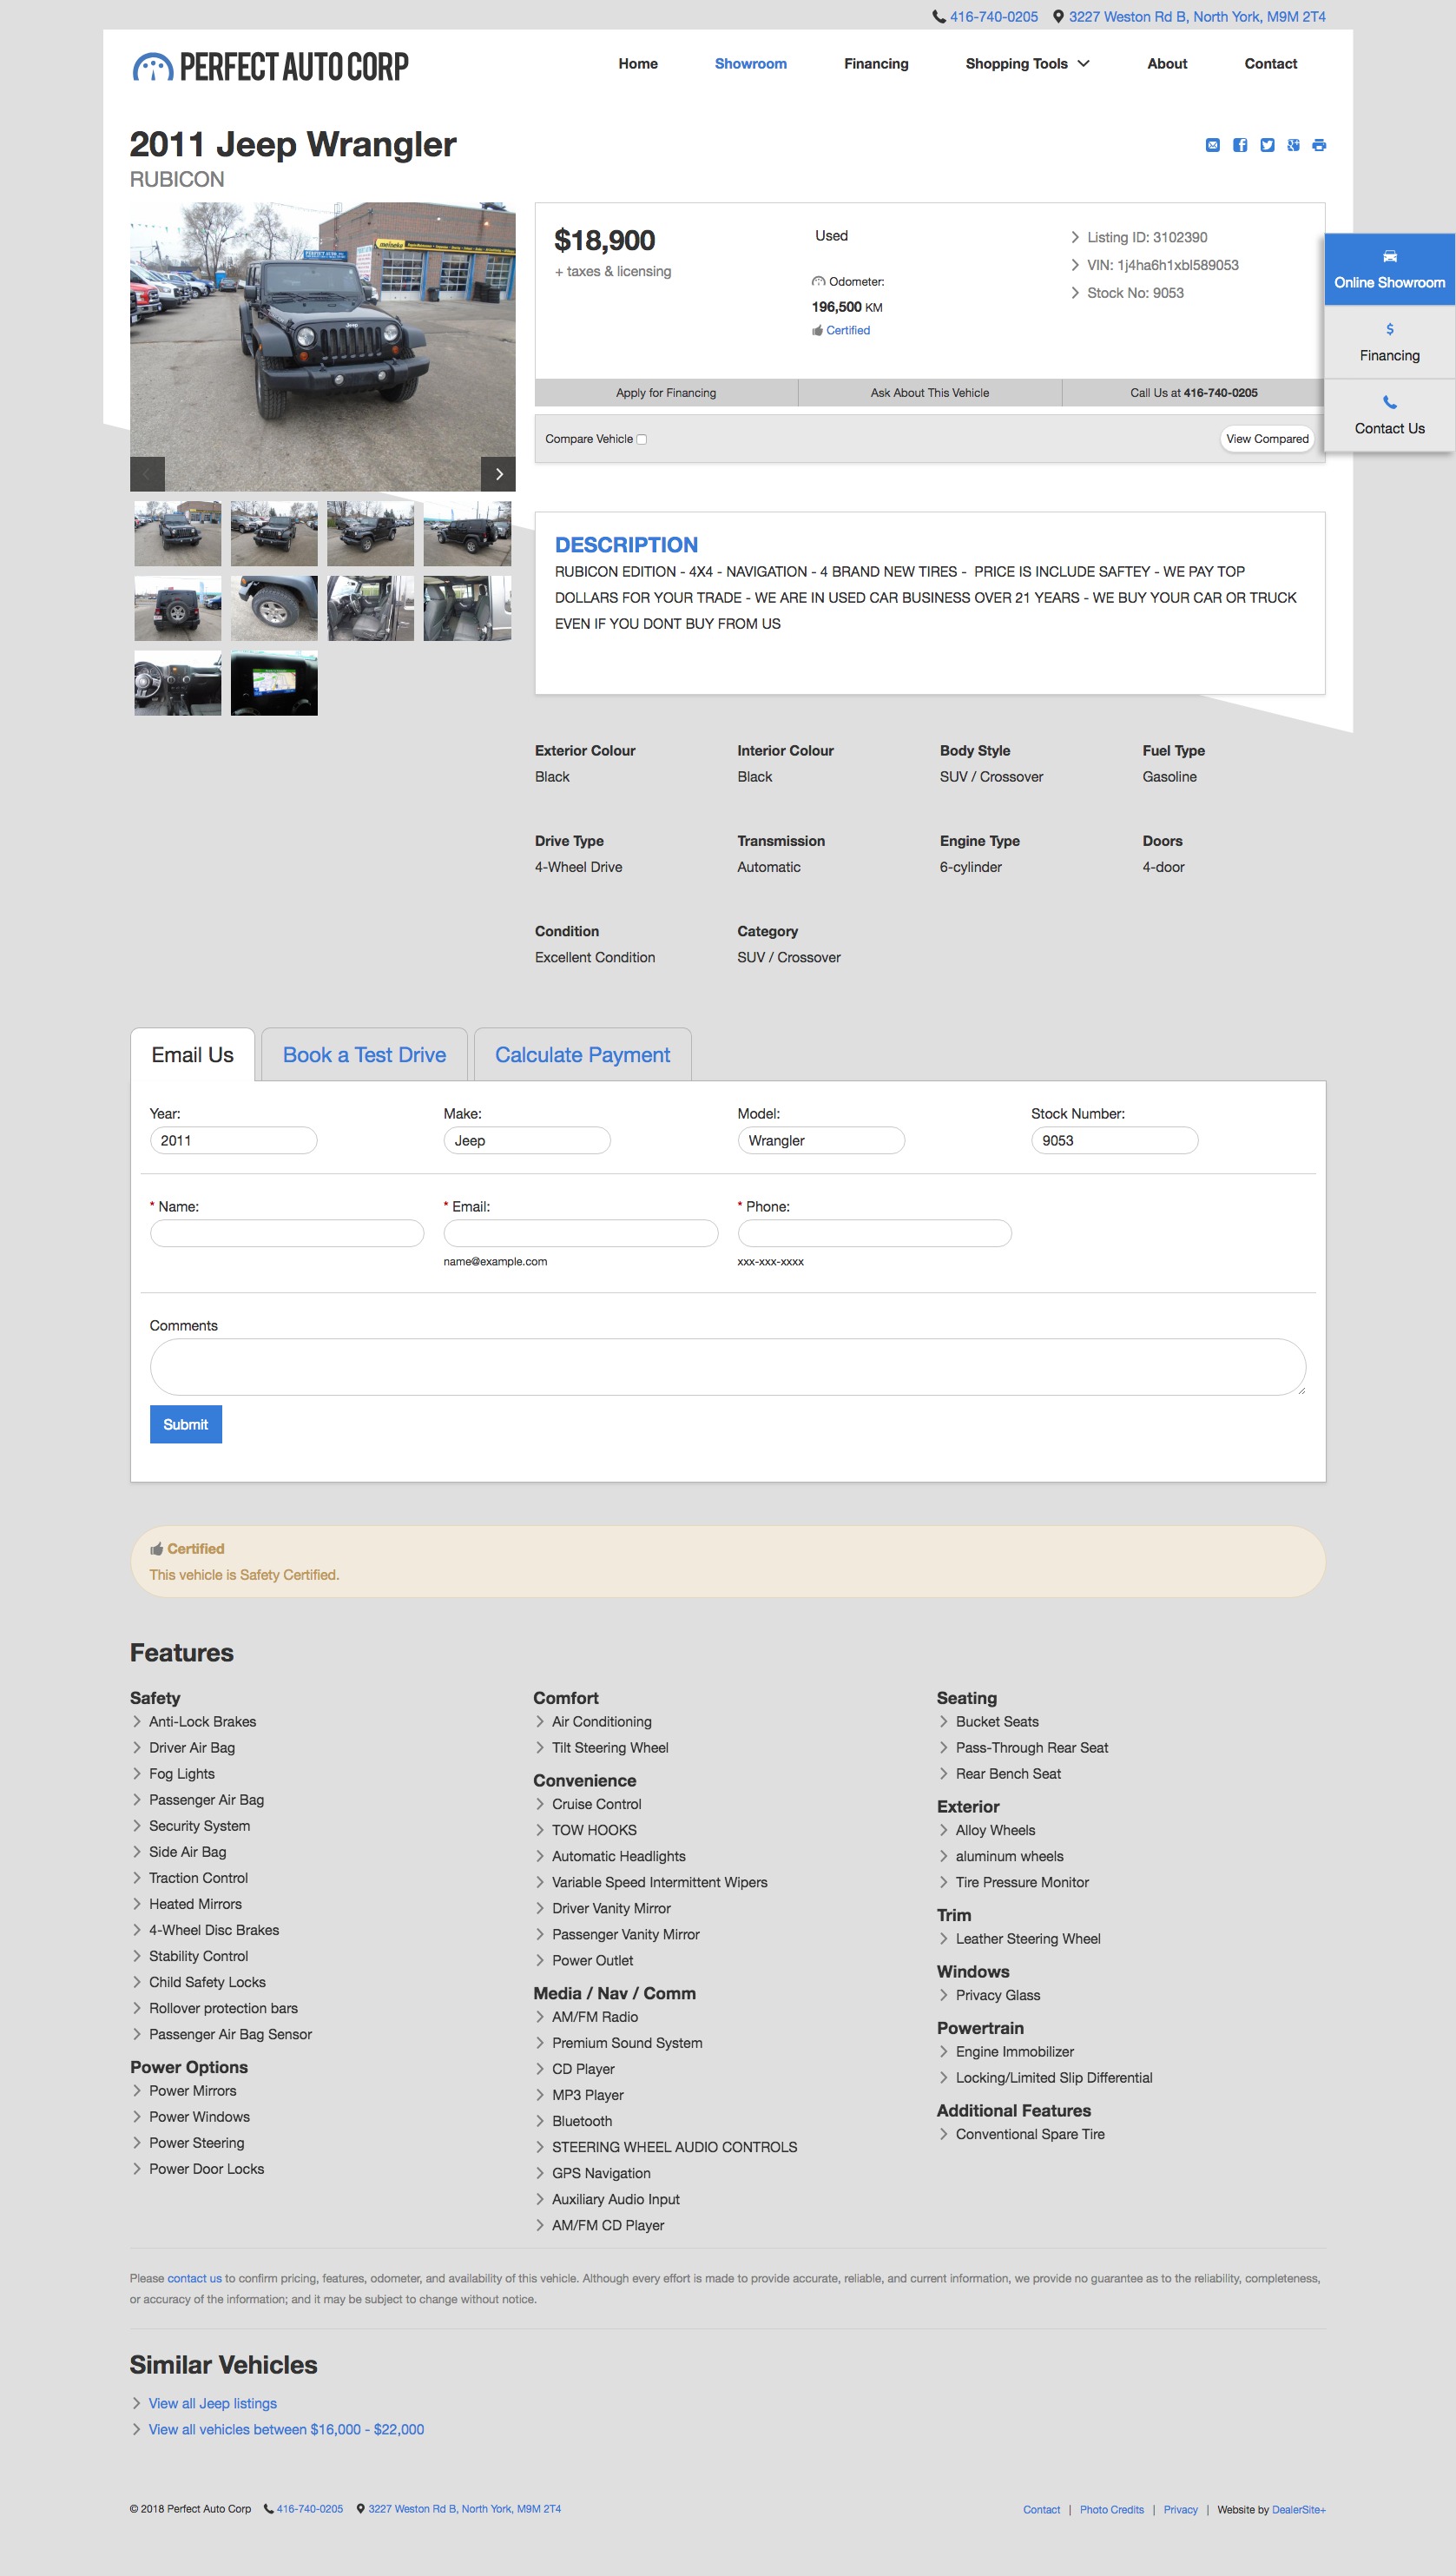 416-740-0205 3227 Weston Rd B, North York, M9M 2T4
PERFECT AUTO CORP
Home Showroom Financing Shopping Tools About Contact
2011 Jeep Wrangler
RUBICON
meineke
Jeep
$18,900
+ taxes & licensing
Used
Odometer:
196,500 KM
Certified
Listing ID: 3102390
VIN: 1j4ha6h1xbl589053
Stock No: 9053
Online Showroom
Financing
Contact Us
Apply for Financing Ask About This Vehicle Call Us at 416-740-0205
Compare Vehicle View Compared
DESCRIPTION
RUBICON EDITION - 4X4 - NAVIGATION - 4 BRAND NEW TIRES - PRICE IS INCLUDE SAFTEY - WE PAY TOP
DOLLARS FOR YOUR TRADE - WE ARE IN USED CAR BUSINESS OVER 21 YEARS - WE BUY YOUR CAR OR TRUCK
EVEN IF YOU DONT BUY FROM US
Exterior Colour Interior Colour Body Style Fuel Type
Black Black SUV / Crossover Gasoline
Drive Type Transmission Engine Type Doors
4-Wheel Drive Automatic 6-cylinder 4-door
Condition Category
Excellent Condition SUV / Crossover
Email Us Book a Test Drive Calculate Payment
Year: Make: Model: Stock Number:
2011 Jeep Wrangler 9053
* Name: * Email: * Phone:
name@example.com xxx-xxx-xxxx
Comments
Submit
Certified
This vehicle is Safety Certified.
Features
Safety
Anti-Lock Brakes
Driver Air Bag
Fog Lights
Passenger Air Bag
Security System
Side Air Bag
Traction Control
Heated Mirrors
4-Wheel Disc Brakes
Stability Control
Child Safety Locks
Rollover protection bars
Passenger Air Bag Sensor
Power Options
Power Mirrors
Power Windows
Power Steering
Power Door Locks
Comfort
Air Conditioning
Tilt Steering Wheel
Convenience
Cruise Control
TOW HOOKS
Automatic Headlights
Variable Speed Intermittent Wipers
Driver Vanity Mirror
Passenger Vanity Mirror
Power Outlet
Media / Nav / Comm
AM/FM Radio
Premium Sound System
CD Player
MP3 Player
Bluetooth
STEERING WHEEL AUDIO CONTROLS
GPS Navigation
Auxiliary Audio Input
AM/FM CD Player
Seating
Bucket Seats
Pass-Through Rear Seat
Rear Bench Seat
Exterior
Alloy Wheels
aluminum wheels
Tire Pressure Monitor
Trim
Leather Steering Wheel
Windows
Privacy Glass
Powertrain
Engine Immobilizer
Locking/Limited Slip Differential
Additional Features
Conventional Spare Tire
Please contact us to confirm pricing, features, odometer, and availability of this vehicle. Although every effort is made to provide accurate, reliable, and current information, we provide no guarantee as to the reliability, completeness,
or accuracy of the information; and it may be subject to change without notice.
Similar Vehicles
View all Jeep listings
View all vehicles between $16,000 - $22,000
© 2018 Perfect Auto Corp 416-740-0205 3227 Weston Rd B, North York, M9M 2T4
Contact | Photo Credits | Privacy | Website by DealerSite+